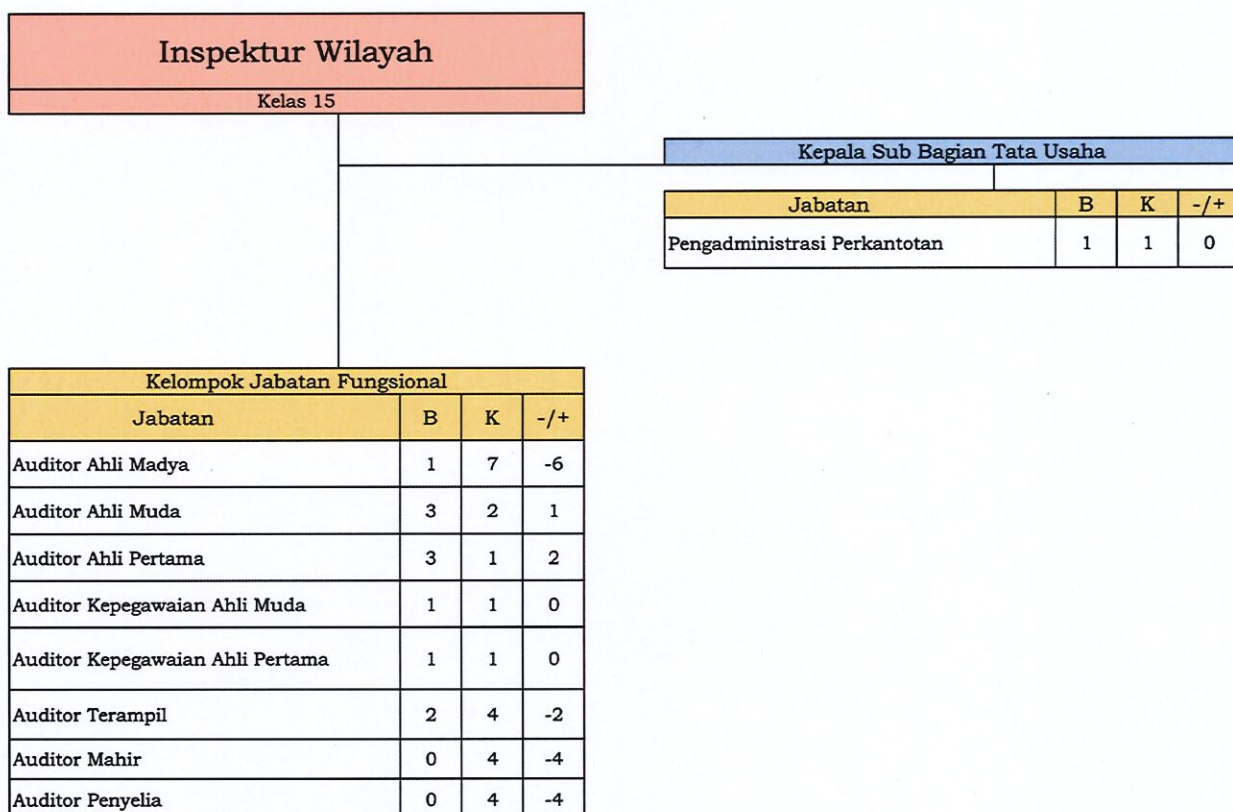 Inspektur Wilayah
Kelas 15
Kepala Sub Bagian Tata Usaha
Jabatan B K -/+
Pengadministrasi Perkantotan 1 1 0
Kelompok Jabatan Fungsional
Jabatan B K -/+
Auditor Ahli Madya 1 7 -6
Auditor Ahli Muda 3 2 1
Auditor Ahli Pertama 3 1 2
Auditor Kepegawaian Ahli Muda 1 1 0
Auditor Kepegawaian Ahli Pertama 1 1 0
Auditor Terampil 2 4 -2
Auditor Mahir 0 4 -4
Auditor Penyelia 0 4 -4